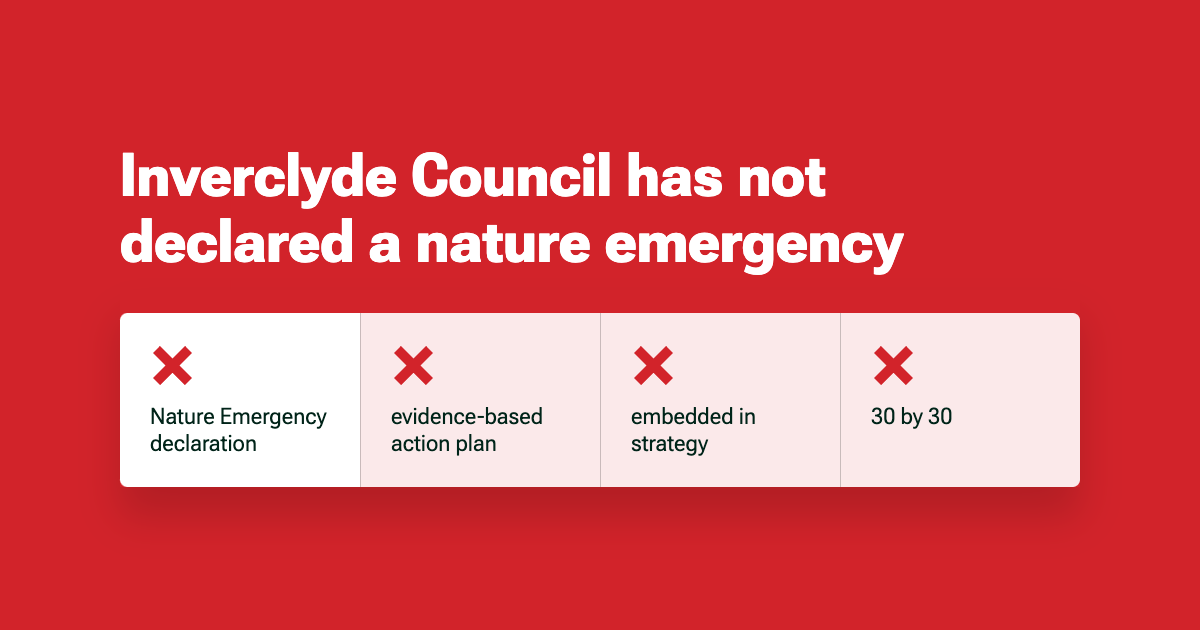 Inverclyde Council has not
declared a nature emergency
Nature Emergency
declaration
evidence-based
action plan
embedded in
strategy
30 by 30